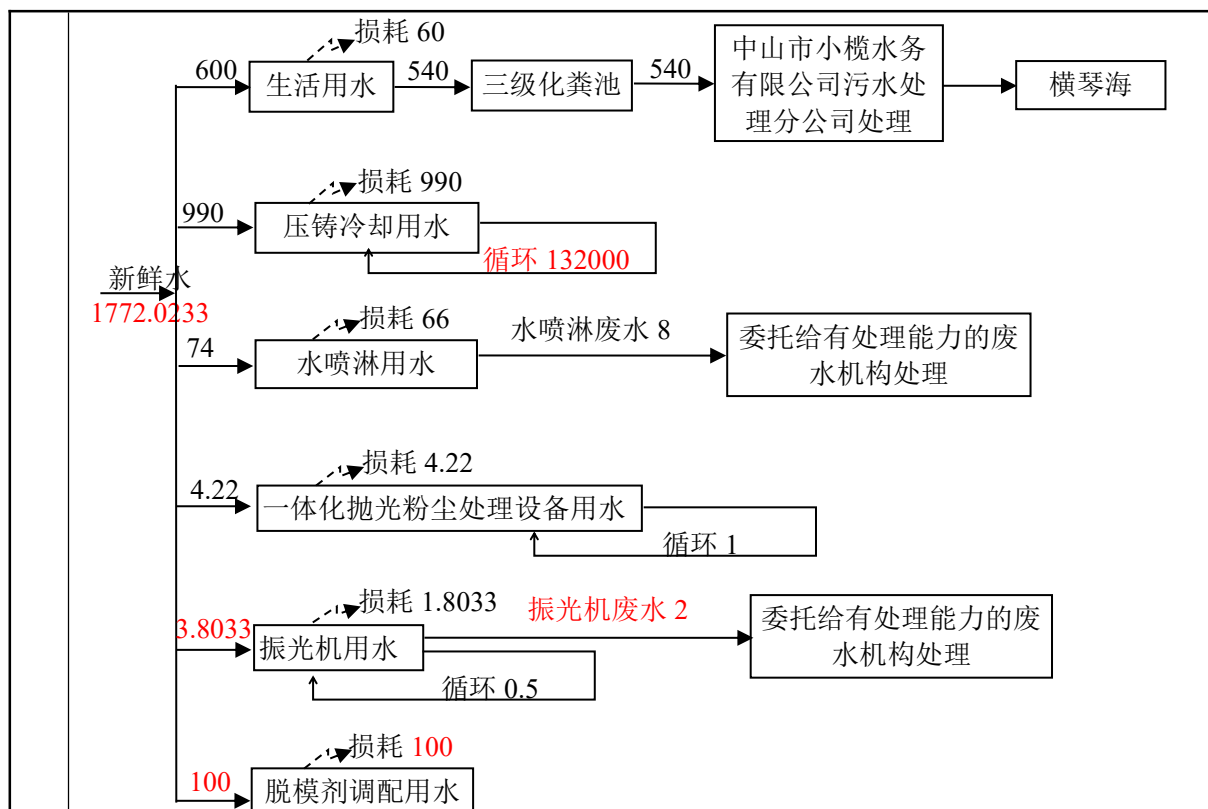 损耗 60
600
生活用水
540
三级化粪池
540
中山市小榄水务
有限公司污水处
理分公司处理
横琴海
损耗 990
990
压铸冷却用水
循环 132000
新鲜水
1772.0233
损耗 66
74
水喷淋用水
水喷淋废水 8
委托给有处理能力的废
水机构处理
损耗 4.22
4.22
一体化抛光粉尘处理设备用水
循环 1
损耗 1.8033
3.8033
振光机用水
振光机废水 2
委托给有处理能力的废
水机构处理
循环 0.5
损耗 100
100
脱模剂调配用水